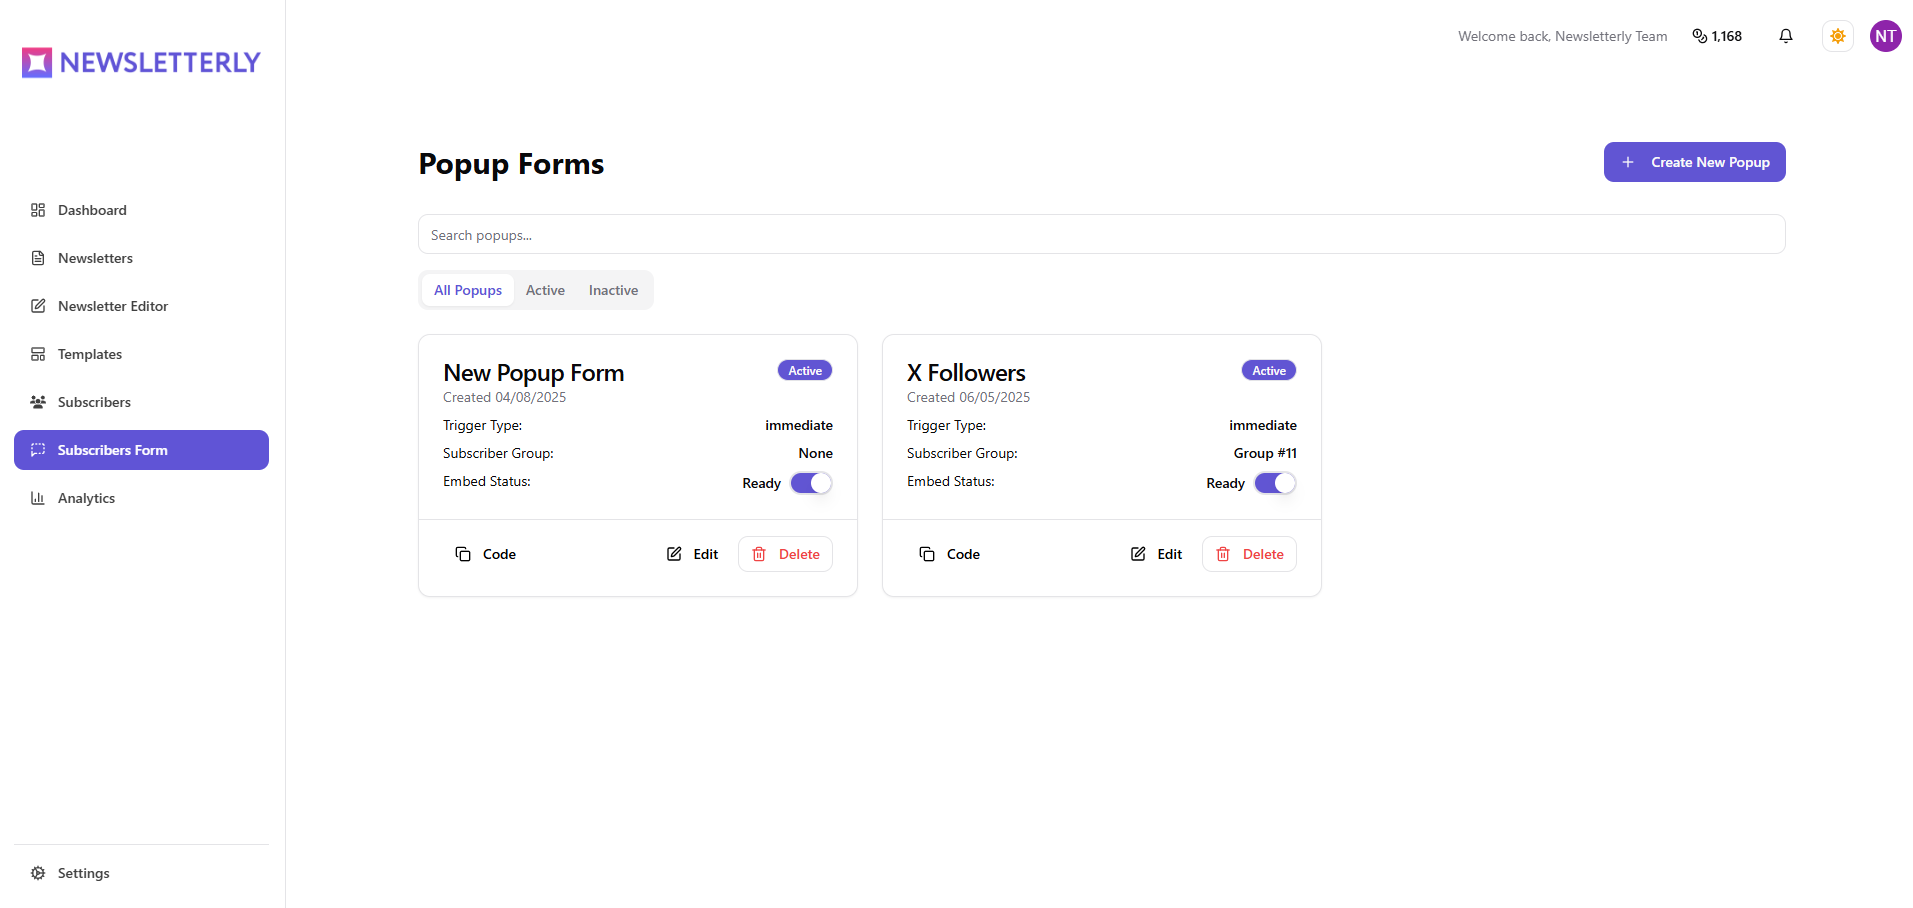 NEWSLETTERLY
Welcome back, Newsletterly Team
1,168
NT
Dashboard
Newsletters
Newsletter Editor
Templates
Subscribers
Subscribers Form
Analytics
Settings
Popup Forms
Create New Popup
Search popups...
All Popups Active Inactive
New Popup Form Active
Created 04/08/2025
Trigger Type: immediate
Subscriber Group: None
Embed Status: Ready
Code Edit Delete
X Followers Active
Created 06/05/2025
Trigger Type: immediate
Subscriber Group: Group #11
Embed Status: Ready
Code Edit Delete